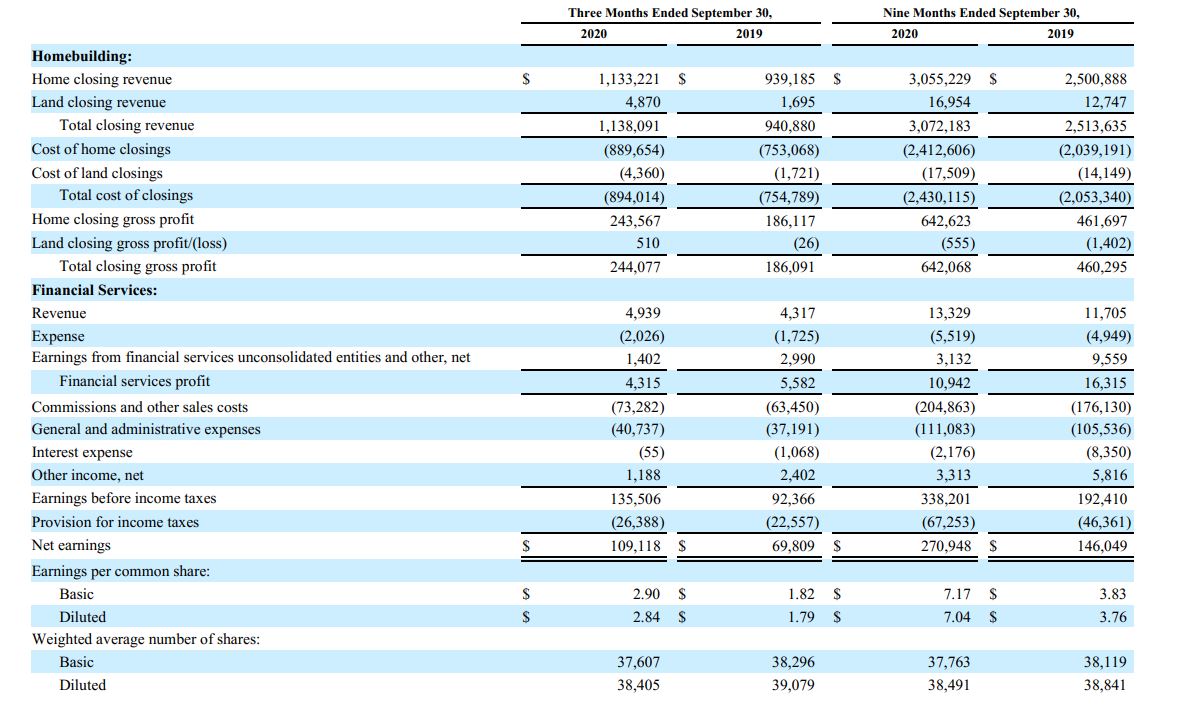 Three Months Ended September 30, Nine Months Ended September 30,
2020 2019 2020 2019
Homebuilding:
Home closing revenue $ 1,133,221 $ 939,185 $ 3,055,229 $ 2,500,888
Land closing revenue 4,870 1,695 16,954 12,747
Total closing revenue 1,138,091 940,880 3,072,183 2,513,635
Cost of home closings (889,654) (753,068) (2,412,606) (2,039,191)
Cost of land closings (4,360) (1,721) (17,509) (14,149)
Total cost of closings (894,014) (754,789) (2,430,115) (2,053,340)
Home closing gross profit 243,567 186,117 642,623 461,697
Land closing gross profit/(loss) 510 (26) (555) (1,402)
Total closing gross profit 244,077 186,091 642,068 460,295
Financial Services:
Revenue 4,939 4,317 13,329 11,705
Expense (2,026) (1,725) (5,519) (4,949)
Earnings from financial services unconsolidated entities and other, net 1,402 2,990 3,132 9,559
Financial services profit 4,315 5,582 10,942 16,315
Commissions and other sales costs (73,282) (63,450) (204,863) (176,130)
General and administrative expenses (40,737) (37,191) (111,083) (105,536)
Interest expense (55) (1,068) (2,176) (8,350)
Other income, net 1,188 2,402 3,313 5,816
Earnings before income taxes 135,506 92,366 338,201 192,410
Provision for income taxes (26,388) (22,557) (67,253) (46,361)
Net earnings $ 109,118 $ 69,809 $ 270,948 $ 146,049
Earnings per common share:
Basic $ 2.90 $ 1.82 $ 7.17 $ 3.83
Diluted $ 2.84 $ 1.79 $ 7.04 $ 3.76
Weighted average number of shares:
Basic 37,607 38,296 37,763 38,119
Diluted 38,405 39,079 38,491 38,841